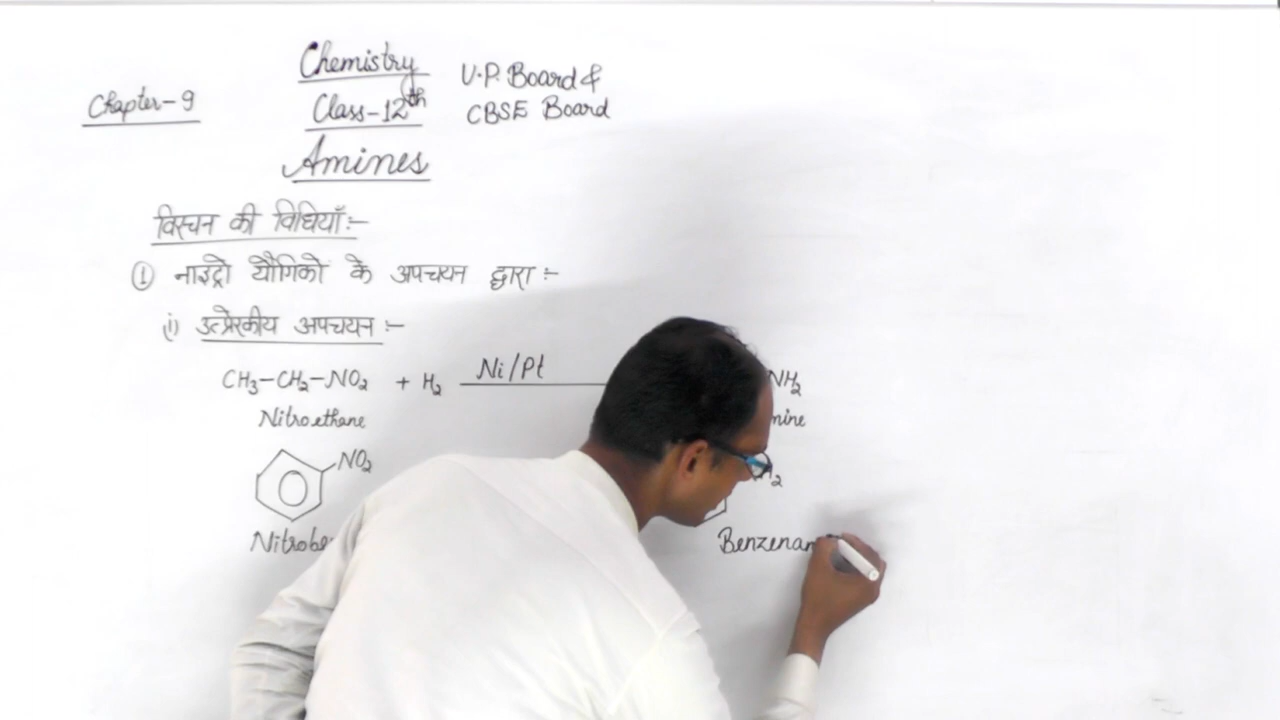 Chemistry
U.P. Board &
Chapter-9
Class-12th
CBSE Board
Amines
विरचन की विधियाँ:-
① नाइट्रो यौगिकों के अपचयन द्वारा :-
(i) उत्प्रेरकीय अपचयन :-
CH₃-CH₂-NO₂ + H₂ Ni/Pt NH₂
Nitroethane
NO₂